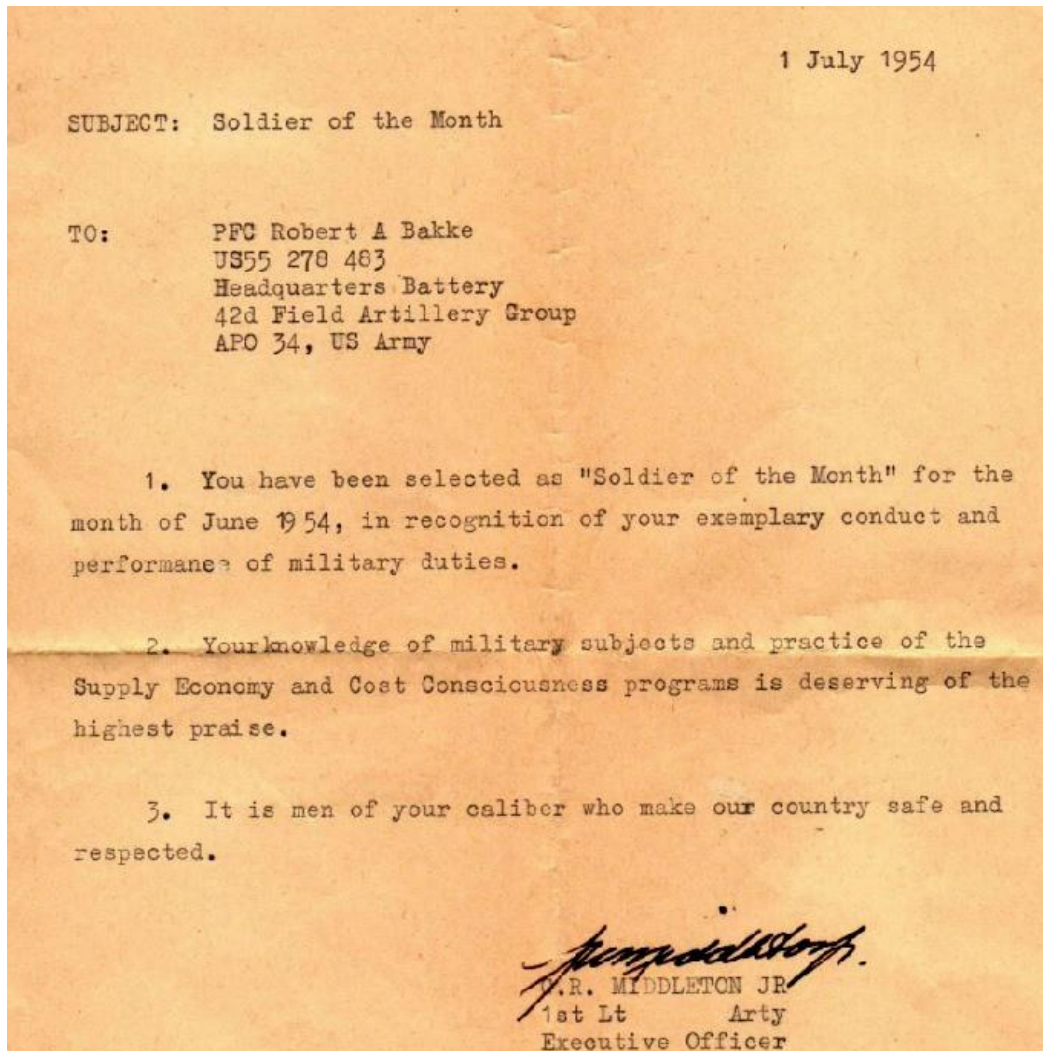 1 July 1954
SUBJECT: Soldier of the Month
TO: PFC Robert A Bakke
US55 278 483
Headquarters Battery
42d Field Artillery Group
APO 34, US Army
1. You have been selected as "Soldier of the Month" for the
month of June 1954, in recognition of your exemplary conduct and
performance of military duties.
2. Yourknowledge of military subjects and practice of the
Supply Economy and Cost Consciousness programs is deserving of the
highest praise.
3. It is men of your caliber who make our country safe and
respected.
.R. MIDDLETON JR
1st Lt Arty
Executive Officer